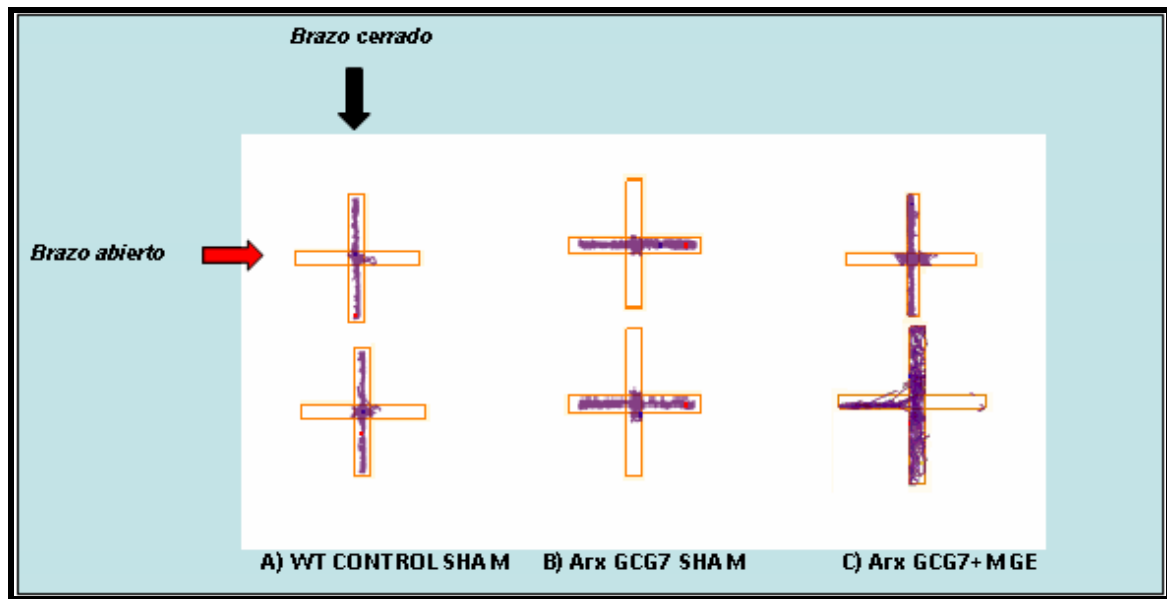 Brazo cerrado
Brazo abierto
A) WT CONTROL SHAM
B) Arx GCG7 SHAM
C) Arx GCG7+ MGE